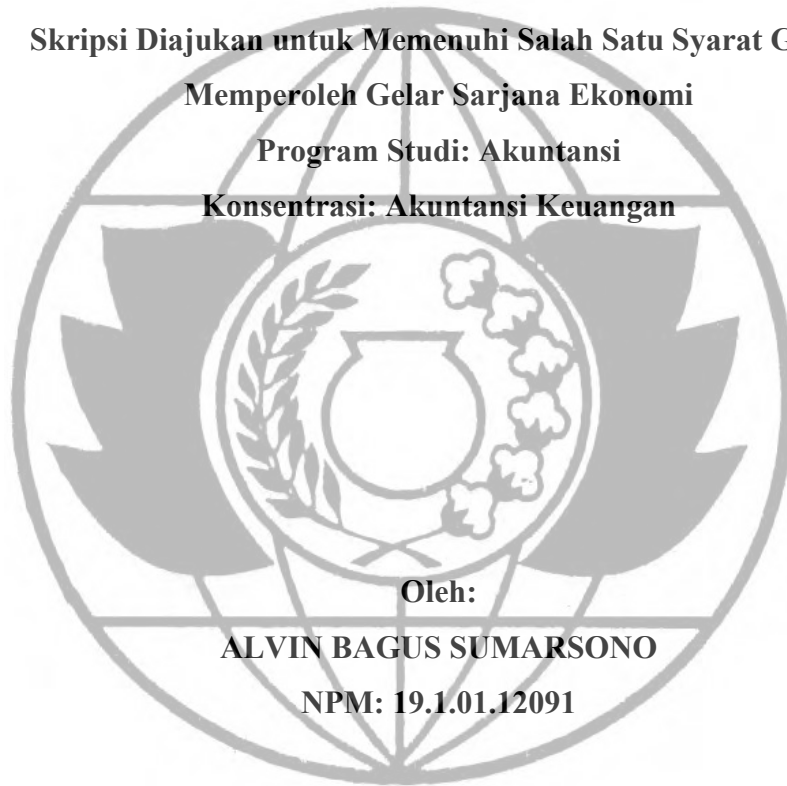 Skripsi Diajukan untuk Memenuhi Salah Satu Syarat
Memperoleh Gelar Sarjana Ekonomi
Program Studi: Akuntansi
Konsentrasi: Akuntansi Keuangan
Oleh:
ALVIN BAGUS SUMARSONO
NPM: 19.1.01.12091